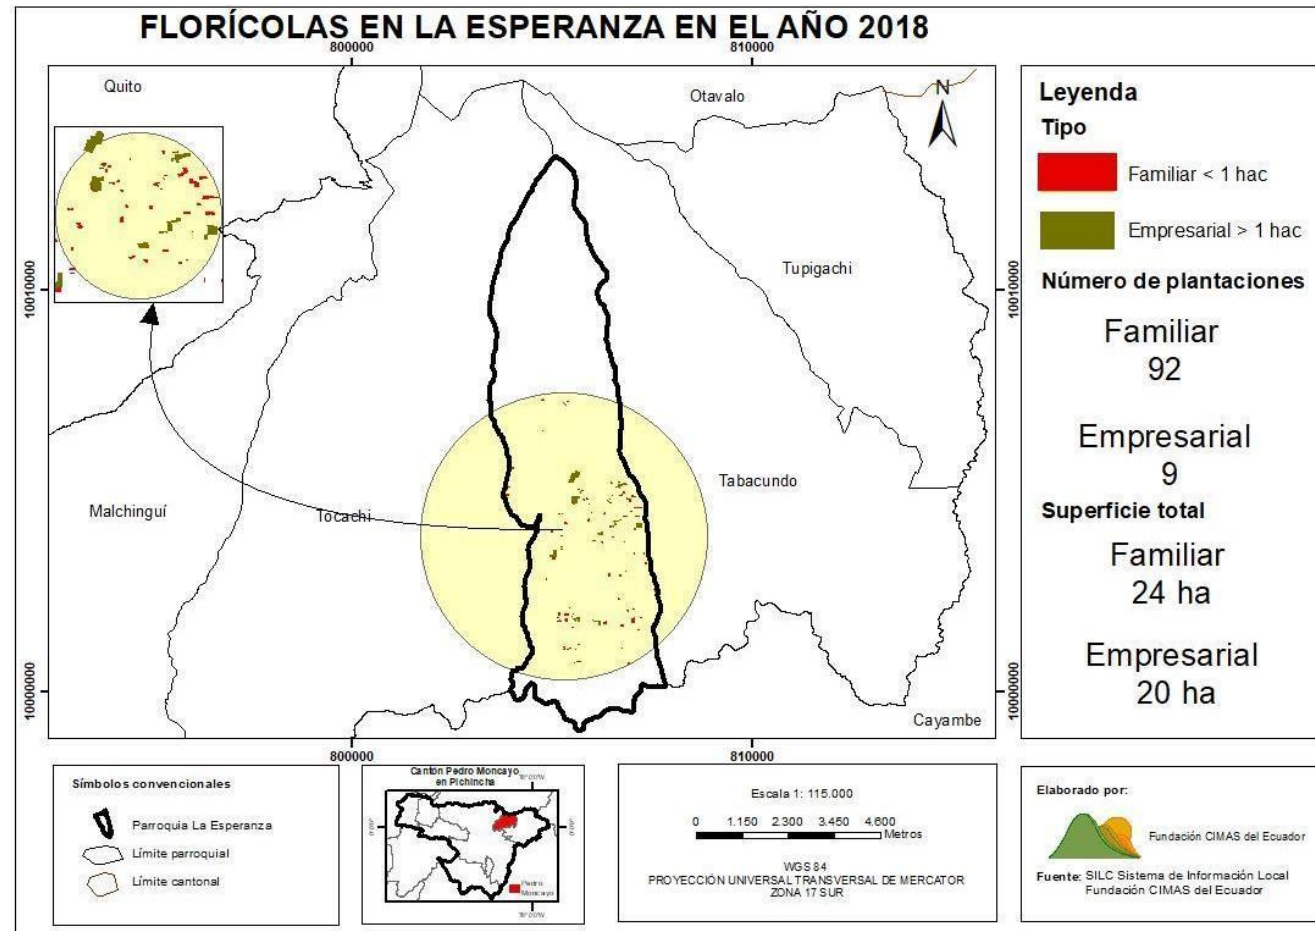 FLORÍCOLAS EN LA ESPERANZA EN EL AÑO 2018
800000
810000
Quito
Otavalo
N
Tupigachi
10010000
10010000
Tabacundo
Malchinguí
Tocachi
10000000
10000000
Cayambe
800000
810000
Leyenda
Tipo
Familiar < 1 hac
Empresarial > 1 hac
Número de plantaciones
Familiar
92
Empresarial
9
Superficie total
Familiar
24 ha
Empresarial
20 ha
Símbolos convencionales
Parroquia La Esperanza
Límite parroquial
Límite cantonal
Cantón Pedro Moncayo
en Pichincha
Pedro
Moncayo
Escala 1: 115.000
0 1.150 2.300 3.450 4.600
Metros
WGS 84
PROYECCIÓN UNIVERSAL TRANSVERSAL DE MERCATOR
ZONA 17 SUR
Elaborado por:
Fundación CIMAS del Ecuador
Fuente: SILC Sistema de Información Local
Fundación CIMAS del Ecuador